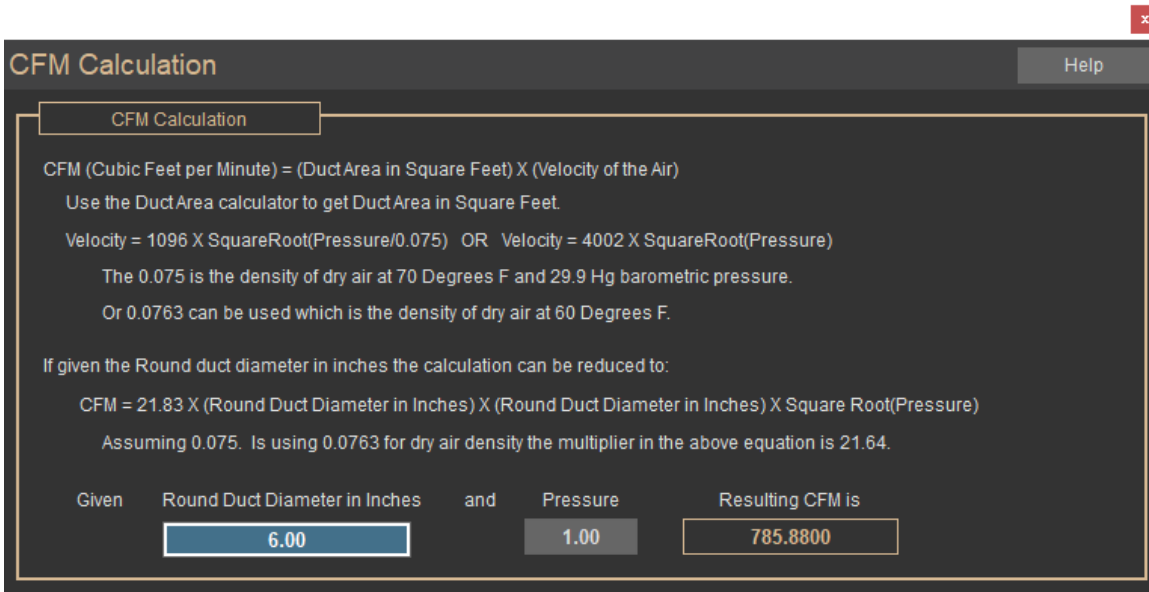 x
CFM Calculation
Help
CFM Calculation
CFM (Cubic Feet per Minute) = (Duct Area in Square Feet) X (Velocity of the Air)
Use the Duct Area calculator to get Duct Area in Square Feet.
Velocity = 1096 X SquareRoot(Pressure/0.075) OR Velocity = 4002 X SquareRoot(Pressure)
The 0.075 is the density of dry air at 70 Degrees F and 29.9 Hg barometric pressure.
Or 0.0763 can be used which is the density of dry air at 60 Degrees F.
If given the Round duct diameter in inches the calculation can be reduced to:
CFM = 21.83 X (Round Duct Diameter in Inches) X (Round Duct Diameter in Inches) X Square Root(Pressure)
Assuming 0.075. Is using 0.0763 for dry air density the multiplier in the above equation is 21.64.
Given Round Duct Diameter in Inches and Pressure Resulting CFM is
6.00 1.00 785.8800